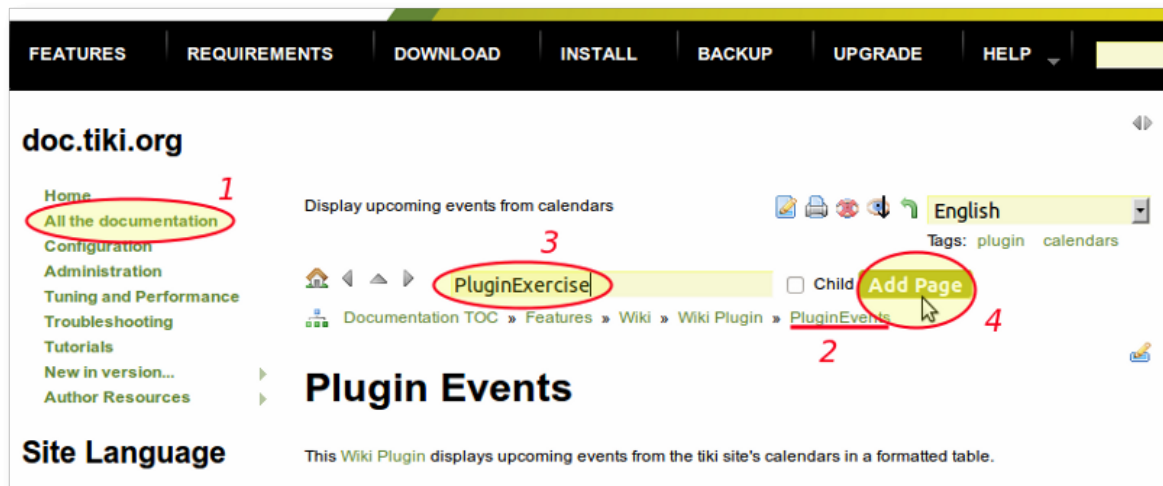 FEATURES REQUIREMENTS DOWNLOAD INSTALL BACKUP UPGRADE HELP
doc.tiki.org
Home
1
All the documentation
Configuration
Administration
Tuning and Performance
Troubleshooting
Tutorials
New in version...
Author Resources
Site Language
Display upcoming events from calendars
English
Tags: plugin calendars
3
PluginExercise
Child
Add Page
4
Documentation TOC » Features » Wiki » Wiki Plugin » PluginEvents
2
Plugin Events
This Wiki Plugin displays upcoming events from the tiki site's calendars in a formatted table.